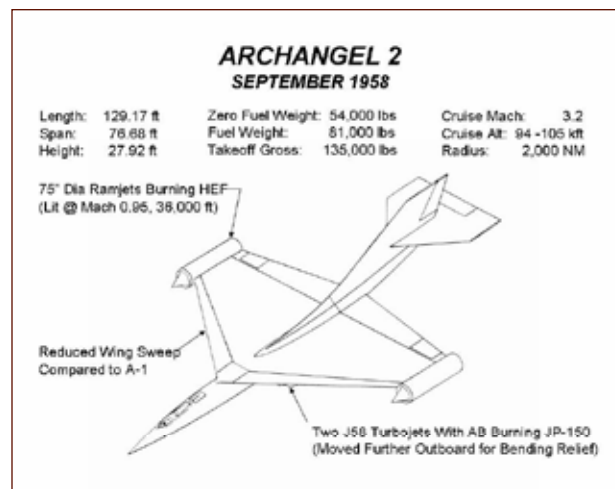 ARCHANGEL 2
SEPTEMBER 1958
Length: 129.17 ft Zero Fuel Weight: 54,000 lbs Cruise Mach: 3.2
Span: 76.68 ft Fuel Weight: 81,000 lbs Cruise Alt: 94 -105 kft
Height: 27.92 ft Takeoff Gross: 135,000 lbs Radius: 2,000 NM
75" Dia Ramjets Burning HEF
(Lit @ Mach 0.95, 36,000 ft)
Reduced Wing Sweep
Compared to A-1
Two J58 Turbojets With AB Burning JP-150
(Moved Further Outboard for Bending Relief)